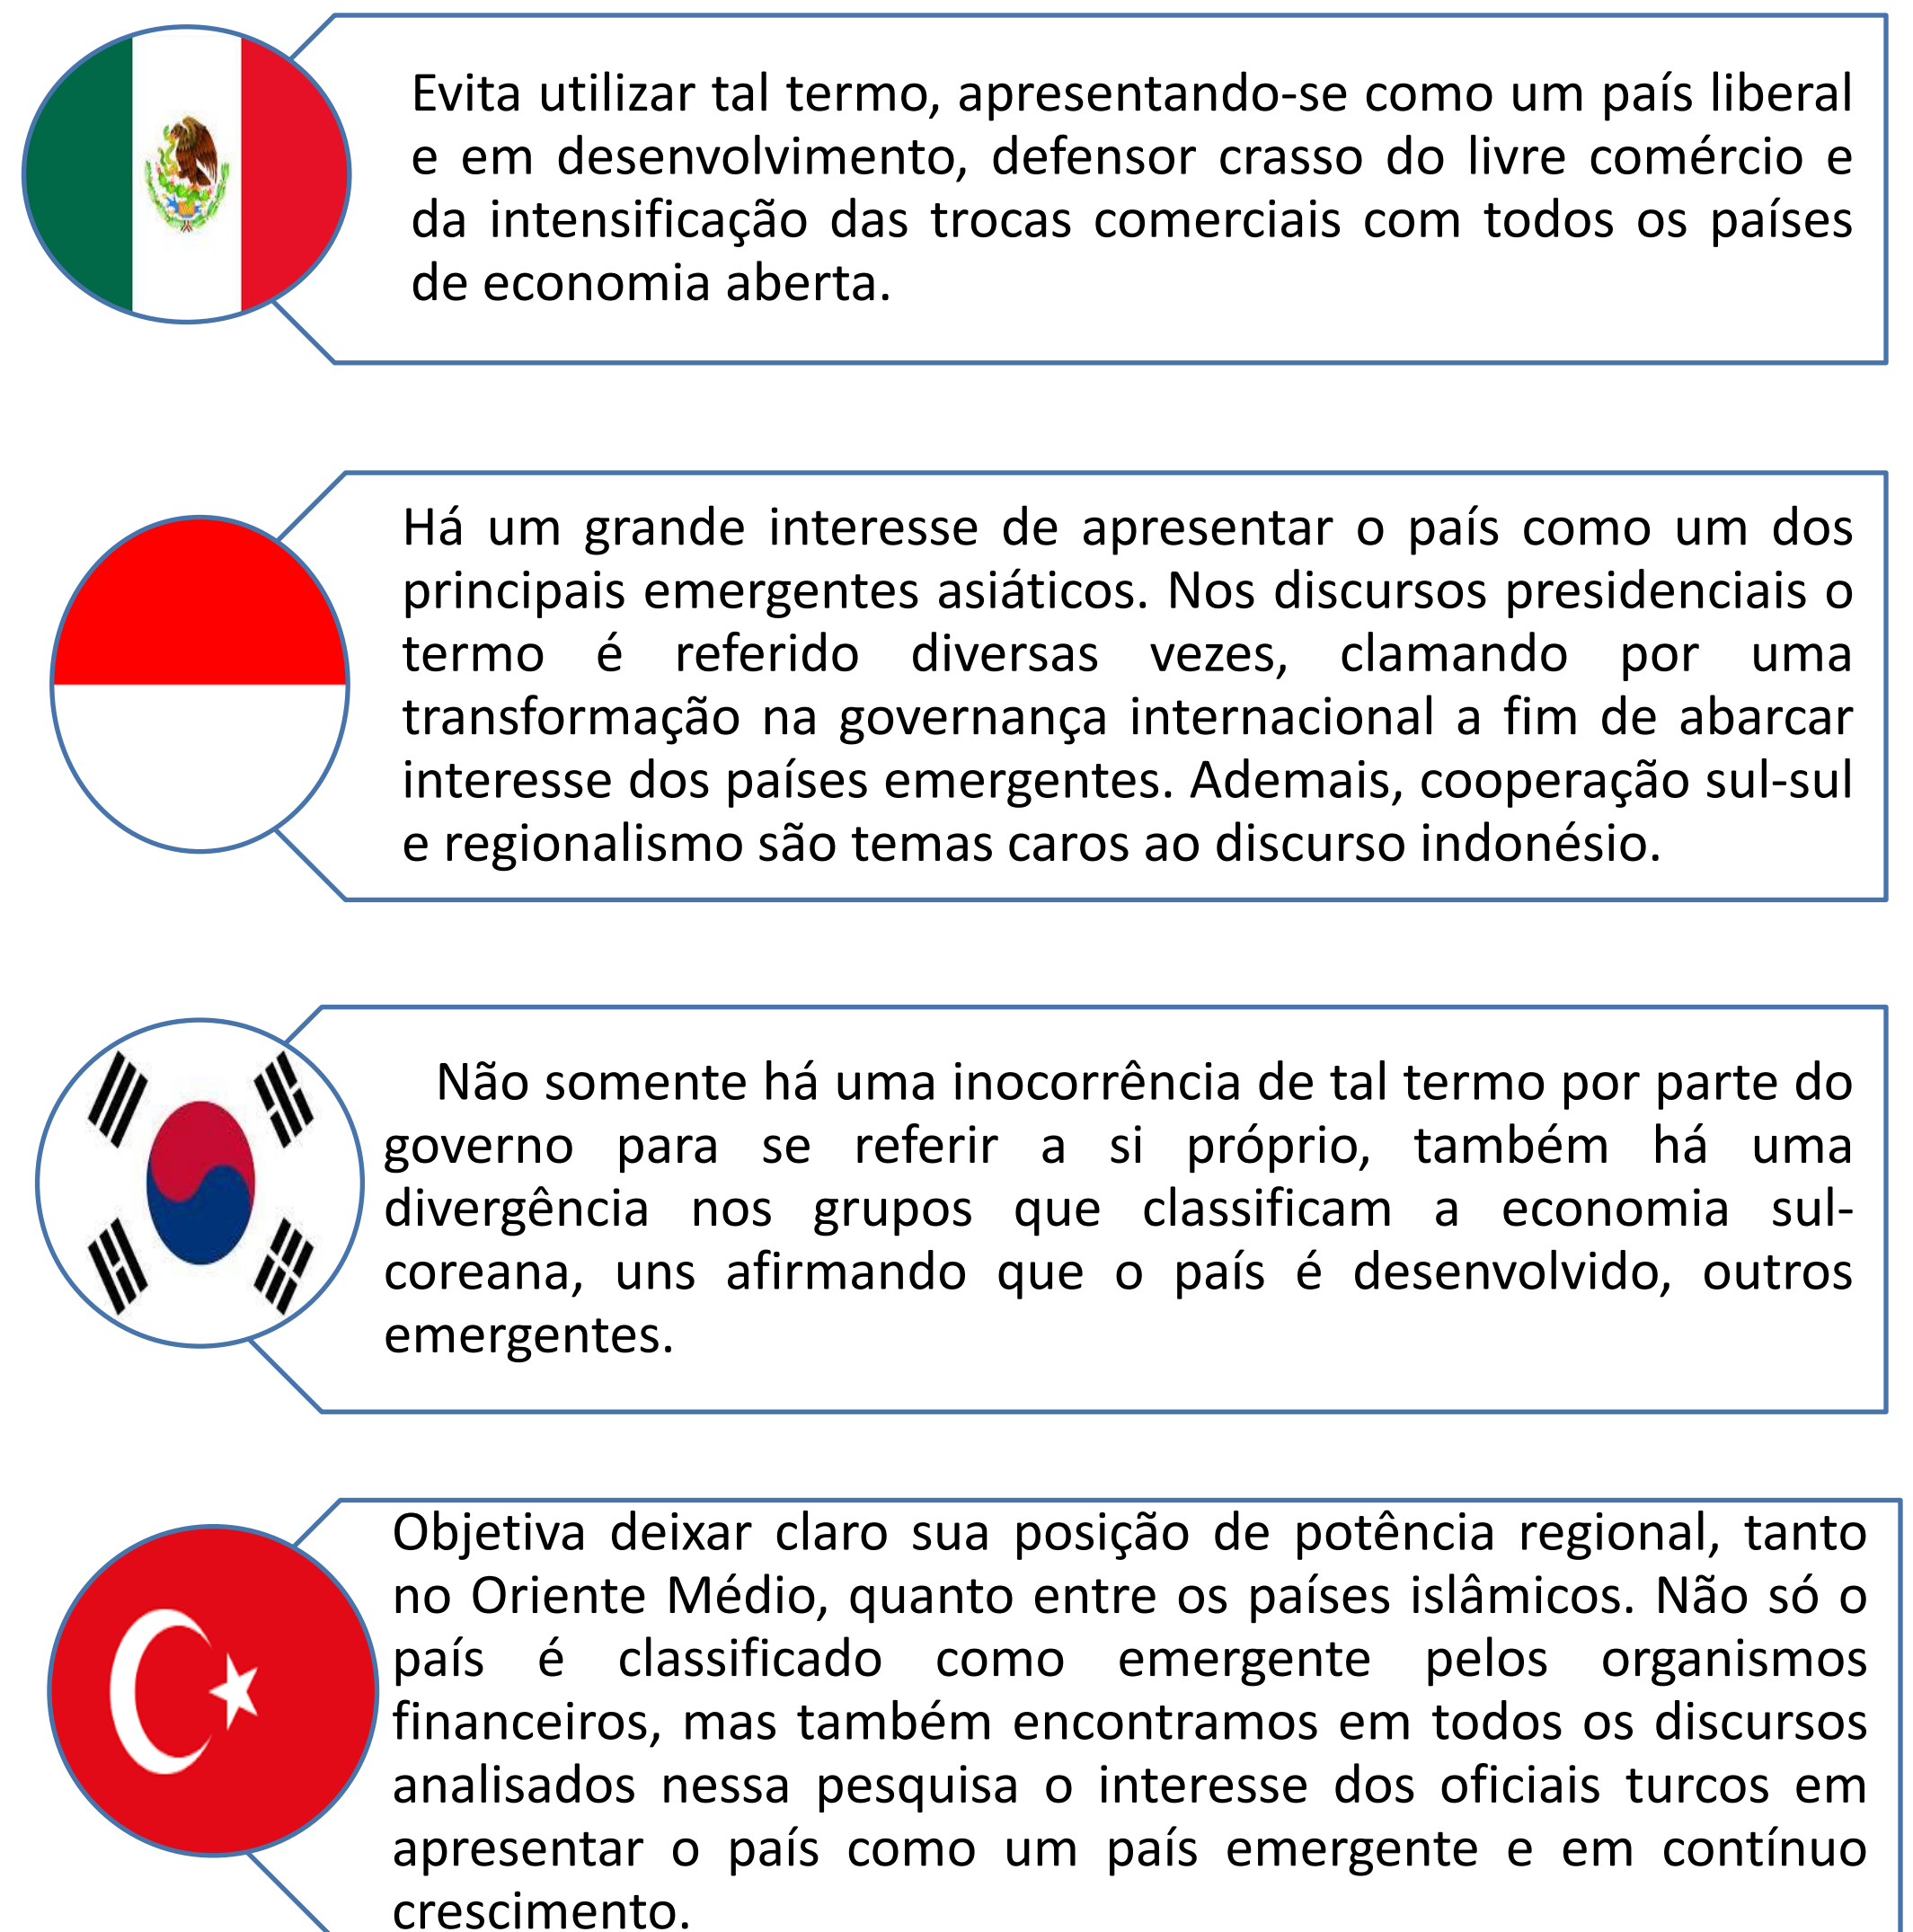 Evita utilizar tal termo, apresentando-se como um país liberal
e em desenvolvimento, defensor crasso do livre comércio e
da intensificação das trocas comerciais com todos os países
de economia aberta.
Há um grande interesse de apresentar o país como um dos
principais emergentes asiáticos. Nos discursos presidenciais o
termo é referido diversas vezes, clamando por uma
transformação na governança internacional a fim de abarcar
interesse dos países emergentes. Ademais, cooperação sul-sul
e regionalismo são temas caros ao discurso indonésio.
Não somente há uma inocorrência de tal termo por parte do
governo para se referir a si próprio, também há uma
divergência nos grupos que classificam a economia sul-
coreana, uns afirmando que o país é desenvolvido, outros
emergentes.
Objetiva deixar claro sua posição de potência regional, tanto
no Oriente Médio, quanto entre os países islâmicos. Não só o
país é classificado como emergente pelos organismos
financeiros, mas também encontramos em todos os discursos
analisados nessa pesquisa o interesse dos oficiais turcos em
apresentar o país como um país emergente e em contínuo
crescimento.